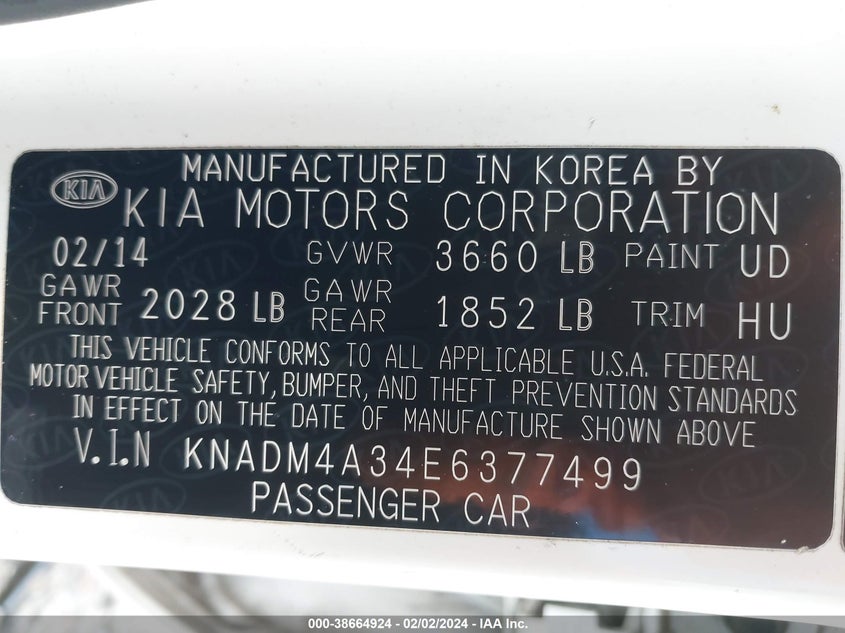 MANUFACTURED IN KOREA BY
KIA KIA MOTORS CORPORATION
02/14 GVWR 3660 LB PAINT UD
GAWR FRONT 2028 LB GAWR REAR 1852 LB TRIM HU
THIS VEHICLE CONFORMS TO ALL APPLICABLE U.S.A. FEDERAL
MOTOR VEHICLE SAFETY, BUMPER, AND THEFT PREVENTION STANDARDS
IN EFFECT ON THE DATE OF MANUFACTURE SHOWN ABOVE
V.I.N KNADM4A34E6377499
PASSENGER CAR
000-38664924 / 02/02/2024 - IAA Inc.